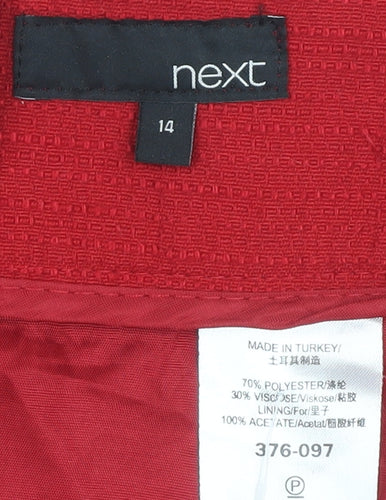 next
14
MADE IN TURKEY/
土耳其制造
70% POLYESTER/涤纶
30% VISCOSE/Viskose/粘胶
LINING/For/里子
100% ACETATE/Acetat/醋酸纤维
376-097
P